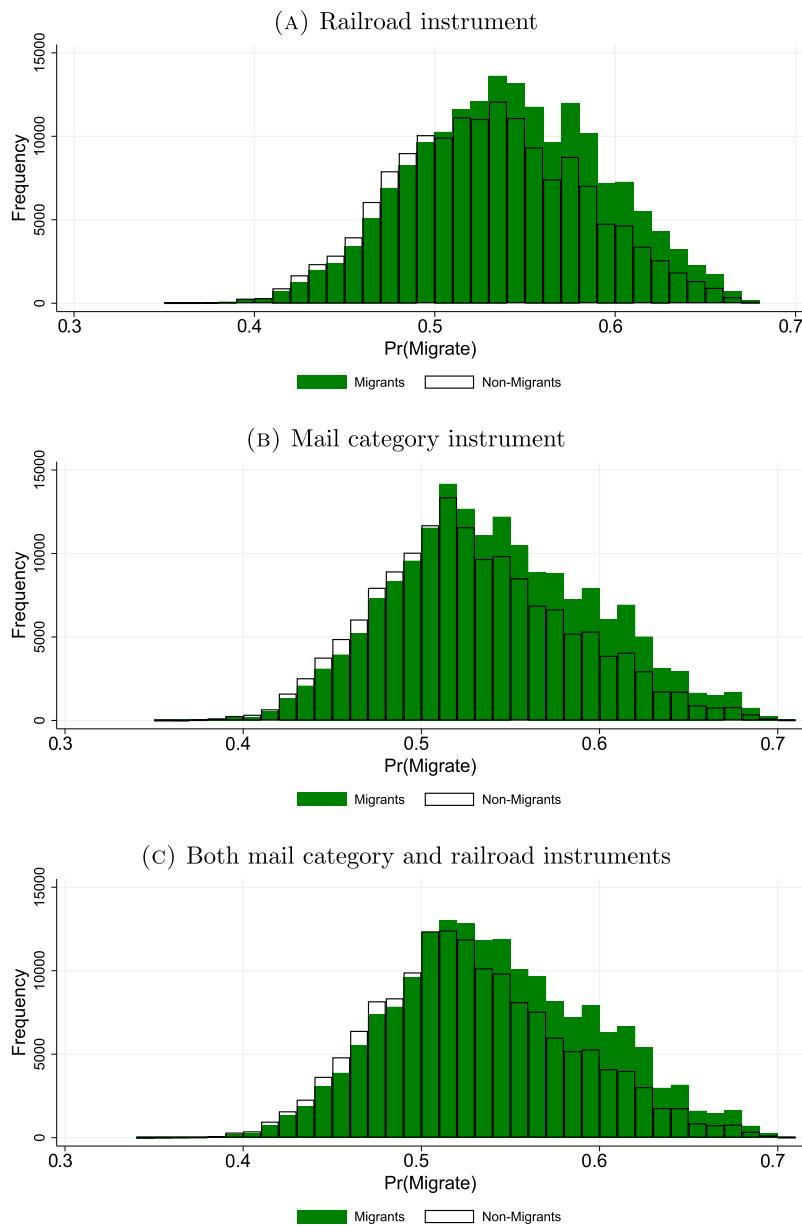 (A) Railroad instrument
15000
10000
5000
0
Frequency
0.3 0.4 0.5 0.6 0.7
Pr(Migrate)
Migrants Non-Migrants
(B) Mail category instrument
15000
10000
5000
0
Frequency
0.3 0.4 0.5 0.6 0.7
Pr(Migrate)
Migrants Non-Migrants
(C) Both mail category and railroad instruments
15000
10000
5000
0
Frequency
0.3 0.4 0.5 0.6 0.7
Pr(Migrate)
Migrants Non-Migrants